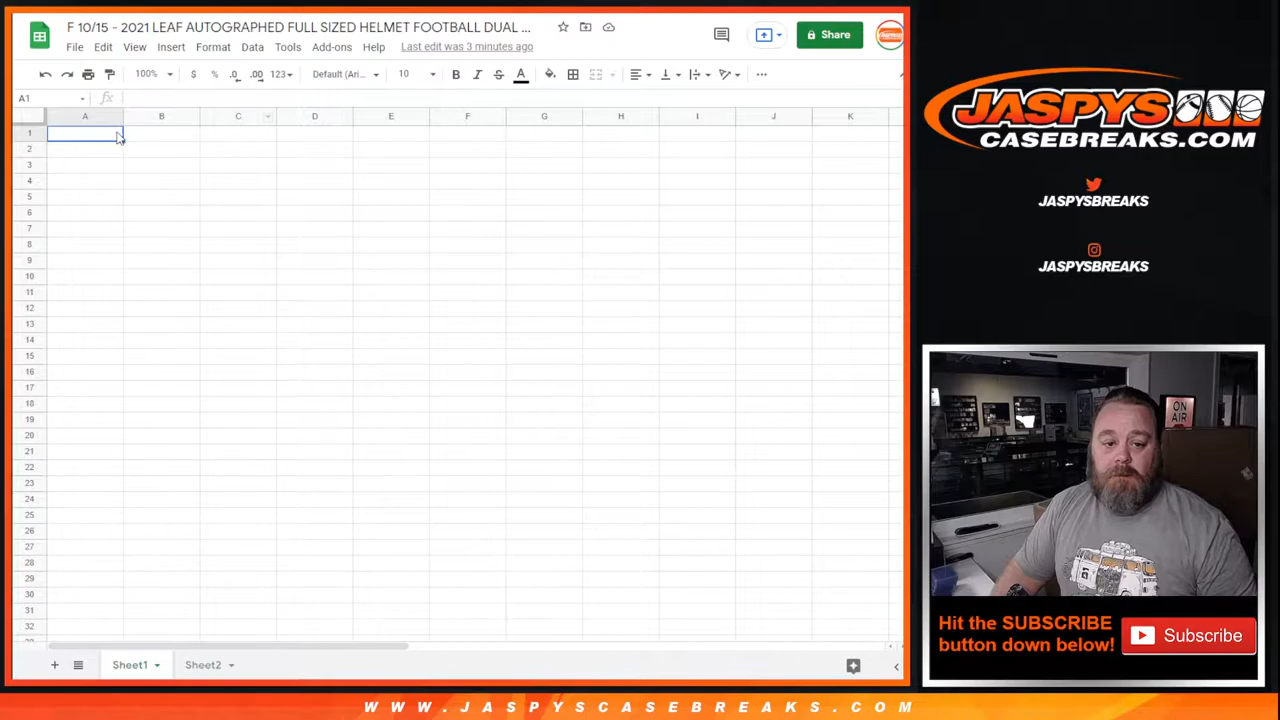 F 10/15 - 2021 LEAF AUTOGRAPHED FULL SIZED HELMET FOOTBALL DUAL ...
File Edit View Insert Format Data Tools Add-ons Help Last edit was 3 minutes ago
Share
100% $ % .0 .00 123 Default (Ari... 10 B I S A
A1 fx
A B C D E F G H I J K
1
2
3
4
5
6
7
8
9
10
11
12
13
14
15
16
17
18
19
20
21
22
23
24
25
26
27
28
29
30
31
32
Sheet1 Sheet2
JASPYS
CASEBREAKS.COM
JASPYSBREAKS
JASPYSBREAKS
ON
AIR
Hit the SUBSCRIBE
button down below!
Subscribe
WWW.JASPYSCASEBREAKS.COM